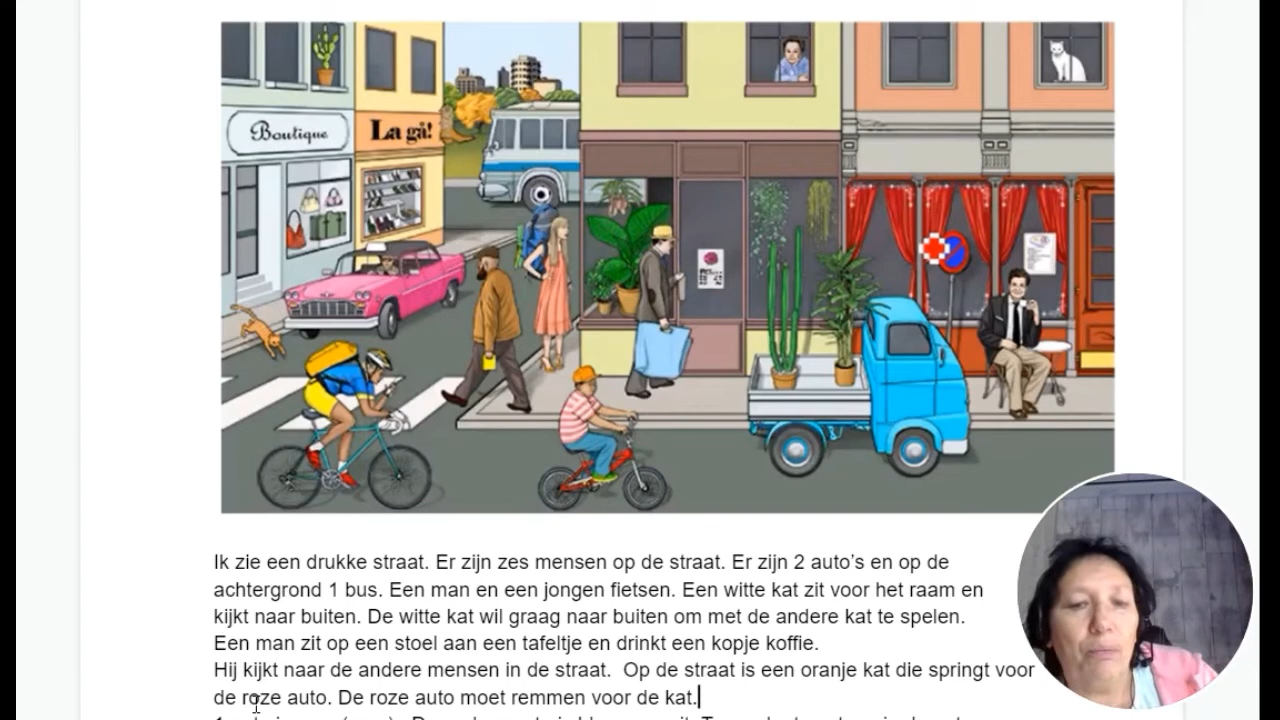 Boutique
La gå!
Ik zie een drukke straat. Er zijn zes mensen op de straat. Er zijn 2 auto’s en op de
achtergrond 1 bus. Een man en een jongen fietsen. Een witte kat zit voor het raam en
kijkt naar buiten. De witte kat wil graag naar buiten om met de andere kat te spelen.
Een man zit op een stoel aan een tafeltje en drinkt een kopje koffie.
Hij kijkt naar de andere mensen in de straat.  Op de straat is een oranje kat die springt voor
de roze auto. De roze auto moet remmen voor de kat.